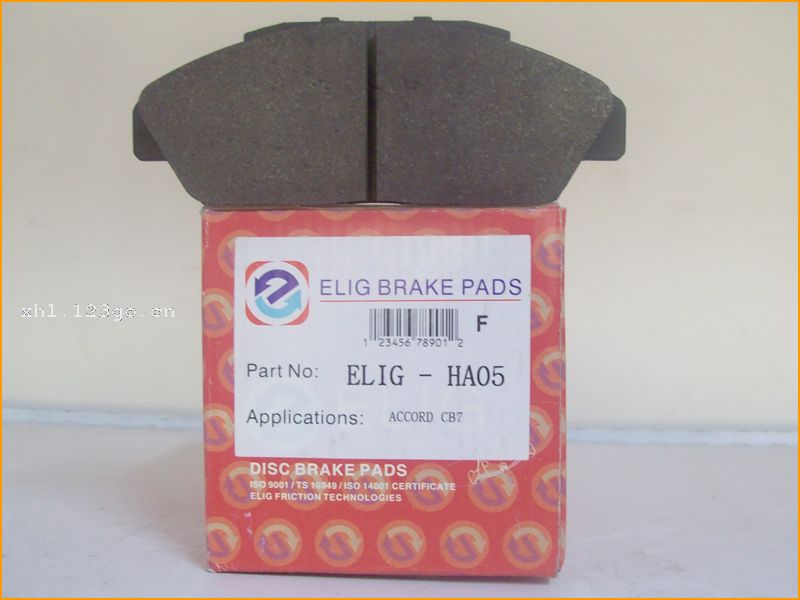 ELIG BRAKE PADS
F
1 23456 78901 2
Part No: ELIG - HA05
Applications: ACCORD CB7
DISC BRAKE PADS
ISO 9001 / TS 16949 / ISO 14001 CERTIFICATE
ELIG FRICTION TECHNOLOGIES
xhl.123go.cn